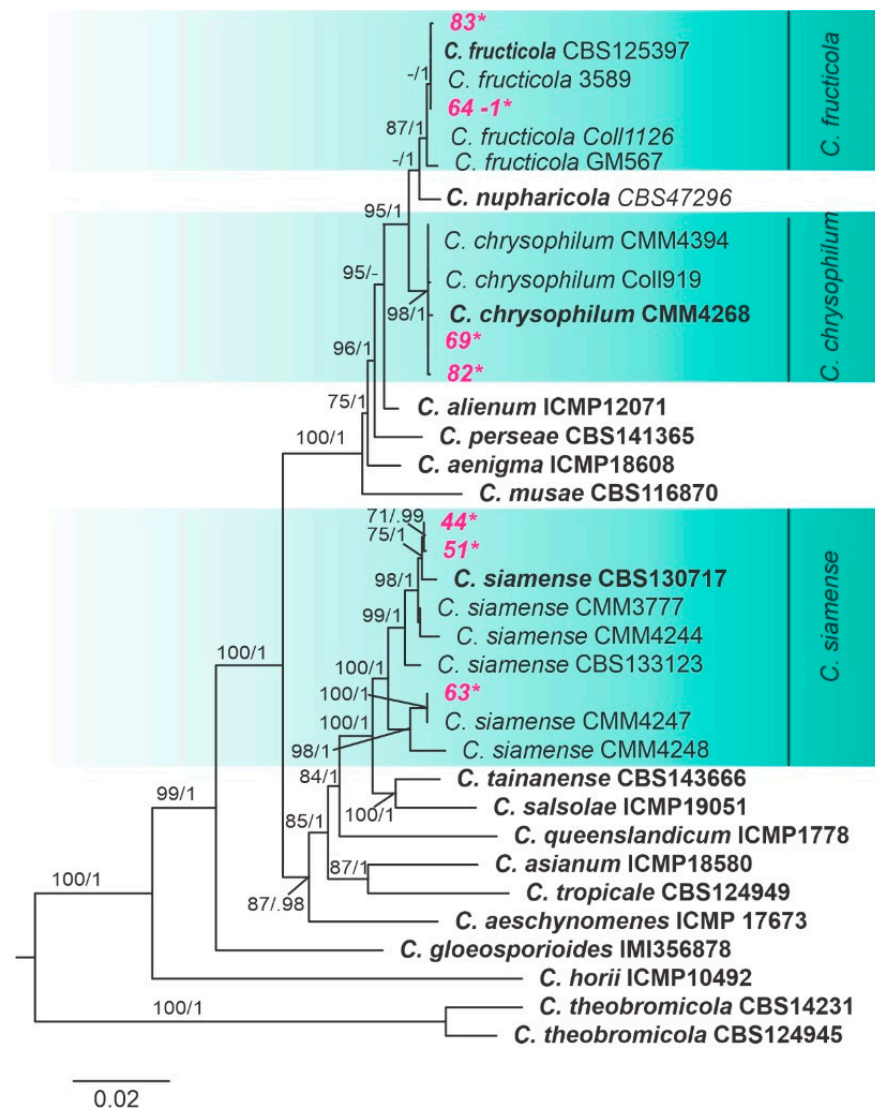 83*
C. fructicola CBS125397
C. fructicola 3589
-/1
64 -1*
87/1
C. fructicola Coll1126
-/1
C. fructicola GM567
C. fructicola
C. nupharicola CBS47296
95/1
C. chrysophilum CMM4394
95/-
C. chrysophilum Coll919
98/1
C. chrysophilum CMM4268
69*
96/1
82*
C. chrysophilum
75/1
C. alienum ICMP12071
100/1
C. perseae CBS141365
C. aenigma ICMP18608
C. musae CBS116870
71/.99
44*
75/1
51*
98/1
C. siamense CBS130717
C. siamense CMM3777
99/1
C. siamense CMM4244
100/1
C. siamense CBS133123
100/1
63*
100/1
C. siamense CMM4247
98/1
C. siamense CMM4248
C. siamense
100/1
84/1
C. tainanense CBS143666
100/1
C. salsolae ICMP19051
99/1
85/1
C. queenslandicum ICMP1778
87/1
C. asianum ICMP18580
100/1
87/.98
C. tropicale CBS124949
C. aeschynomenes ICMP 17673
C. gloeosporioides IMI356878
C. horii ICMP10492
100/1
C. theobromicola CBS14231
C. theobromicola CBS124945
0.02